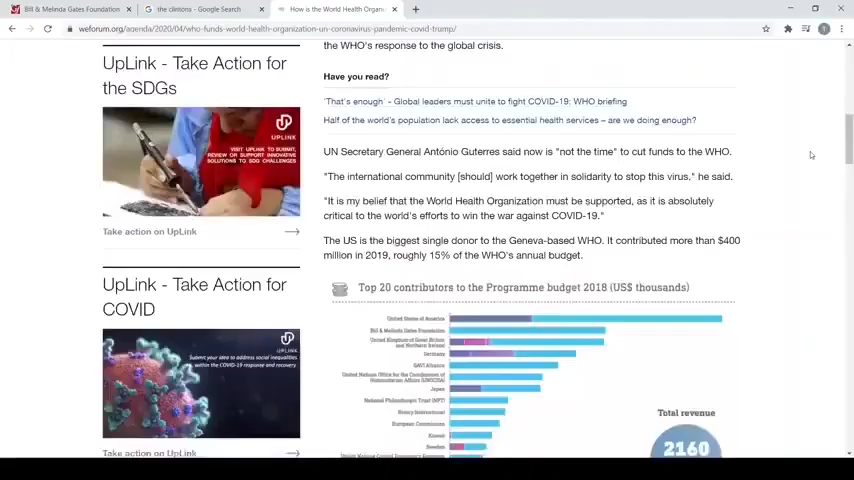 Bill & Melinda Gates Foundation
the clintons - Google Search
How is the World Health Organi
weforum.org/agenda/2020/04/who-funds-world-health-organization-un-coronavirus-pandemic-covid-trump/
UpLink - Take Action for
the SDGs
UPLINK
VISIT UPLINK TO SUBMIT,
REVIEW OR SUPPORT INNOVATIVE
SOLUTIONS TO SDG CHALLENGES
Take action on UpLink
UpLink - Take Action for
COVID
UPLINK
Submit your idea to address social inequalities
within the COVID-19 response and recovery.
Take action on UpLink
the WHO's response to the global crisis.
Have you read?
'That's enough' - Global leaders must unite to fight COVID-19: WHO briefing
Half of the world's population lack access to essential health services – are we doing enough?
UN Secretary General António Guterres said now is "not the time" to cut funds to the WHO.
"The international community [should] work together in solidarity to stop this virus," he said.
"It is my belief that the World Health Organization must be supported, as it is absolutely
critical to the world's efforts to win the war against COVID-19."
The US is the biggest single donor to the Geneva-based WHO. It contributed more than $400
million in 2019, roughly 15% of the WHO's annual budget.
Top 20 contributors to the Programme budget 2018 (US$ thousands)
United States of America
Bill & Melinda Gates Foundation
United Kingdom of Great Britain
and Northern Ireland
Germany
GAVI Alliance
United Nations Office for the Coordination of
Humanitarian Affairs (UNOCHA)
Japan
National Philanthropic Trust (NPT)
Rotary International
European Commission
Kuwait
Sweden
Total revenue
2160